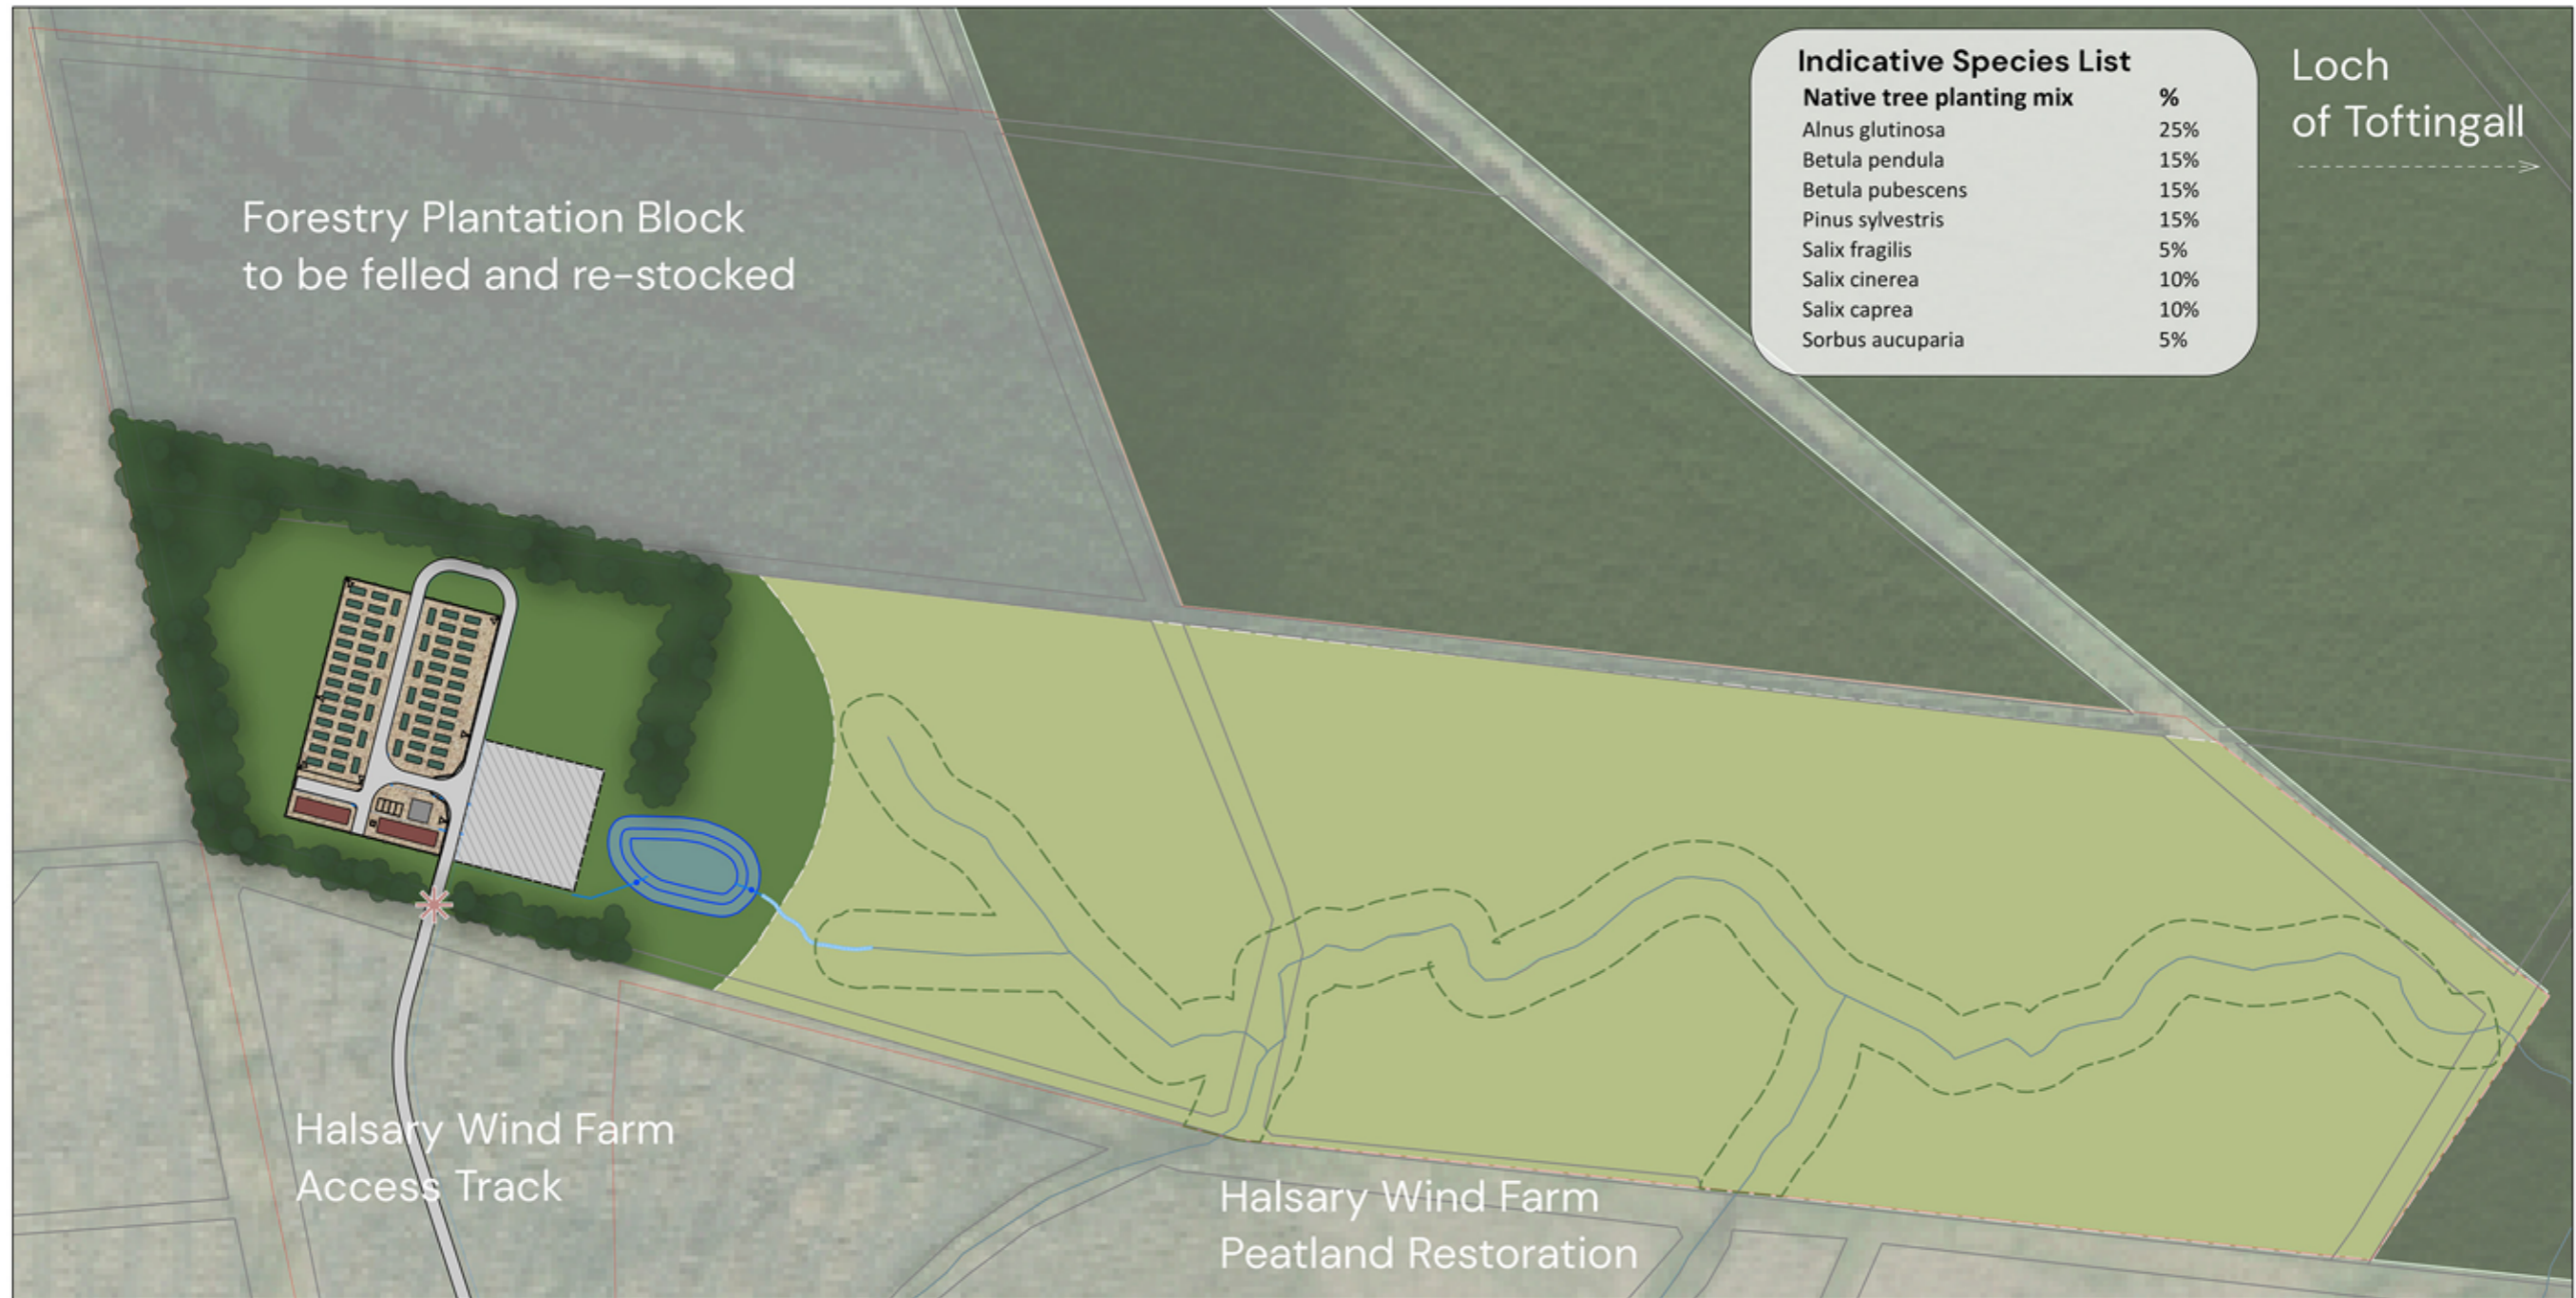 Indicative Species List
Native tree planting mix %
Alnus glutinosa 25%
Betula pendula 15%
Betula pubescens 15%
Pinus sylvestris 15%
Salix fragilis 5%
Salix cinerea 10%
Salix caprea 10%
Sorbus aucuparia 5%
Loch
of Toftingall
Forestry Plantation Block
to be felled and re-stocked
Halsary Wind Farm
Access Track
Halsary Wind Farm
Peatland Restoration